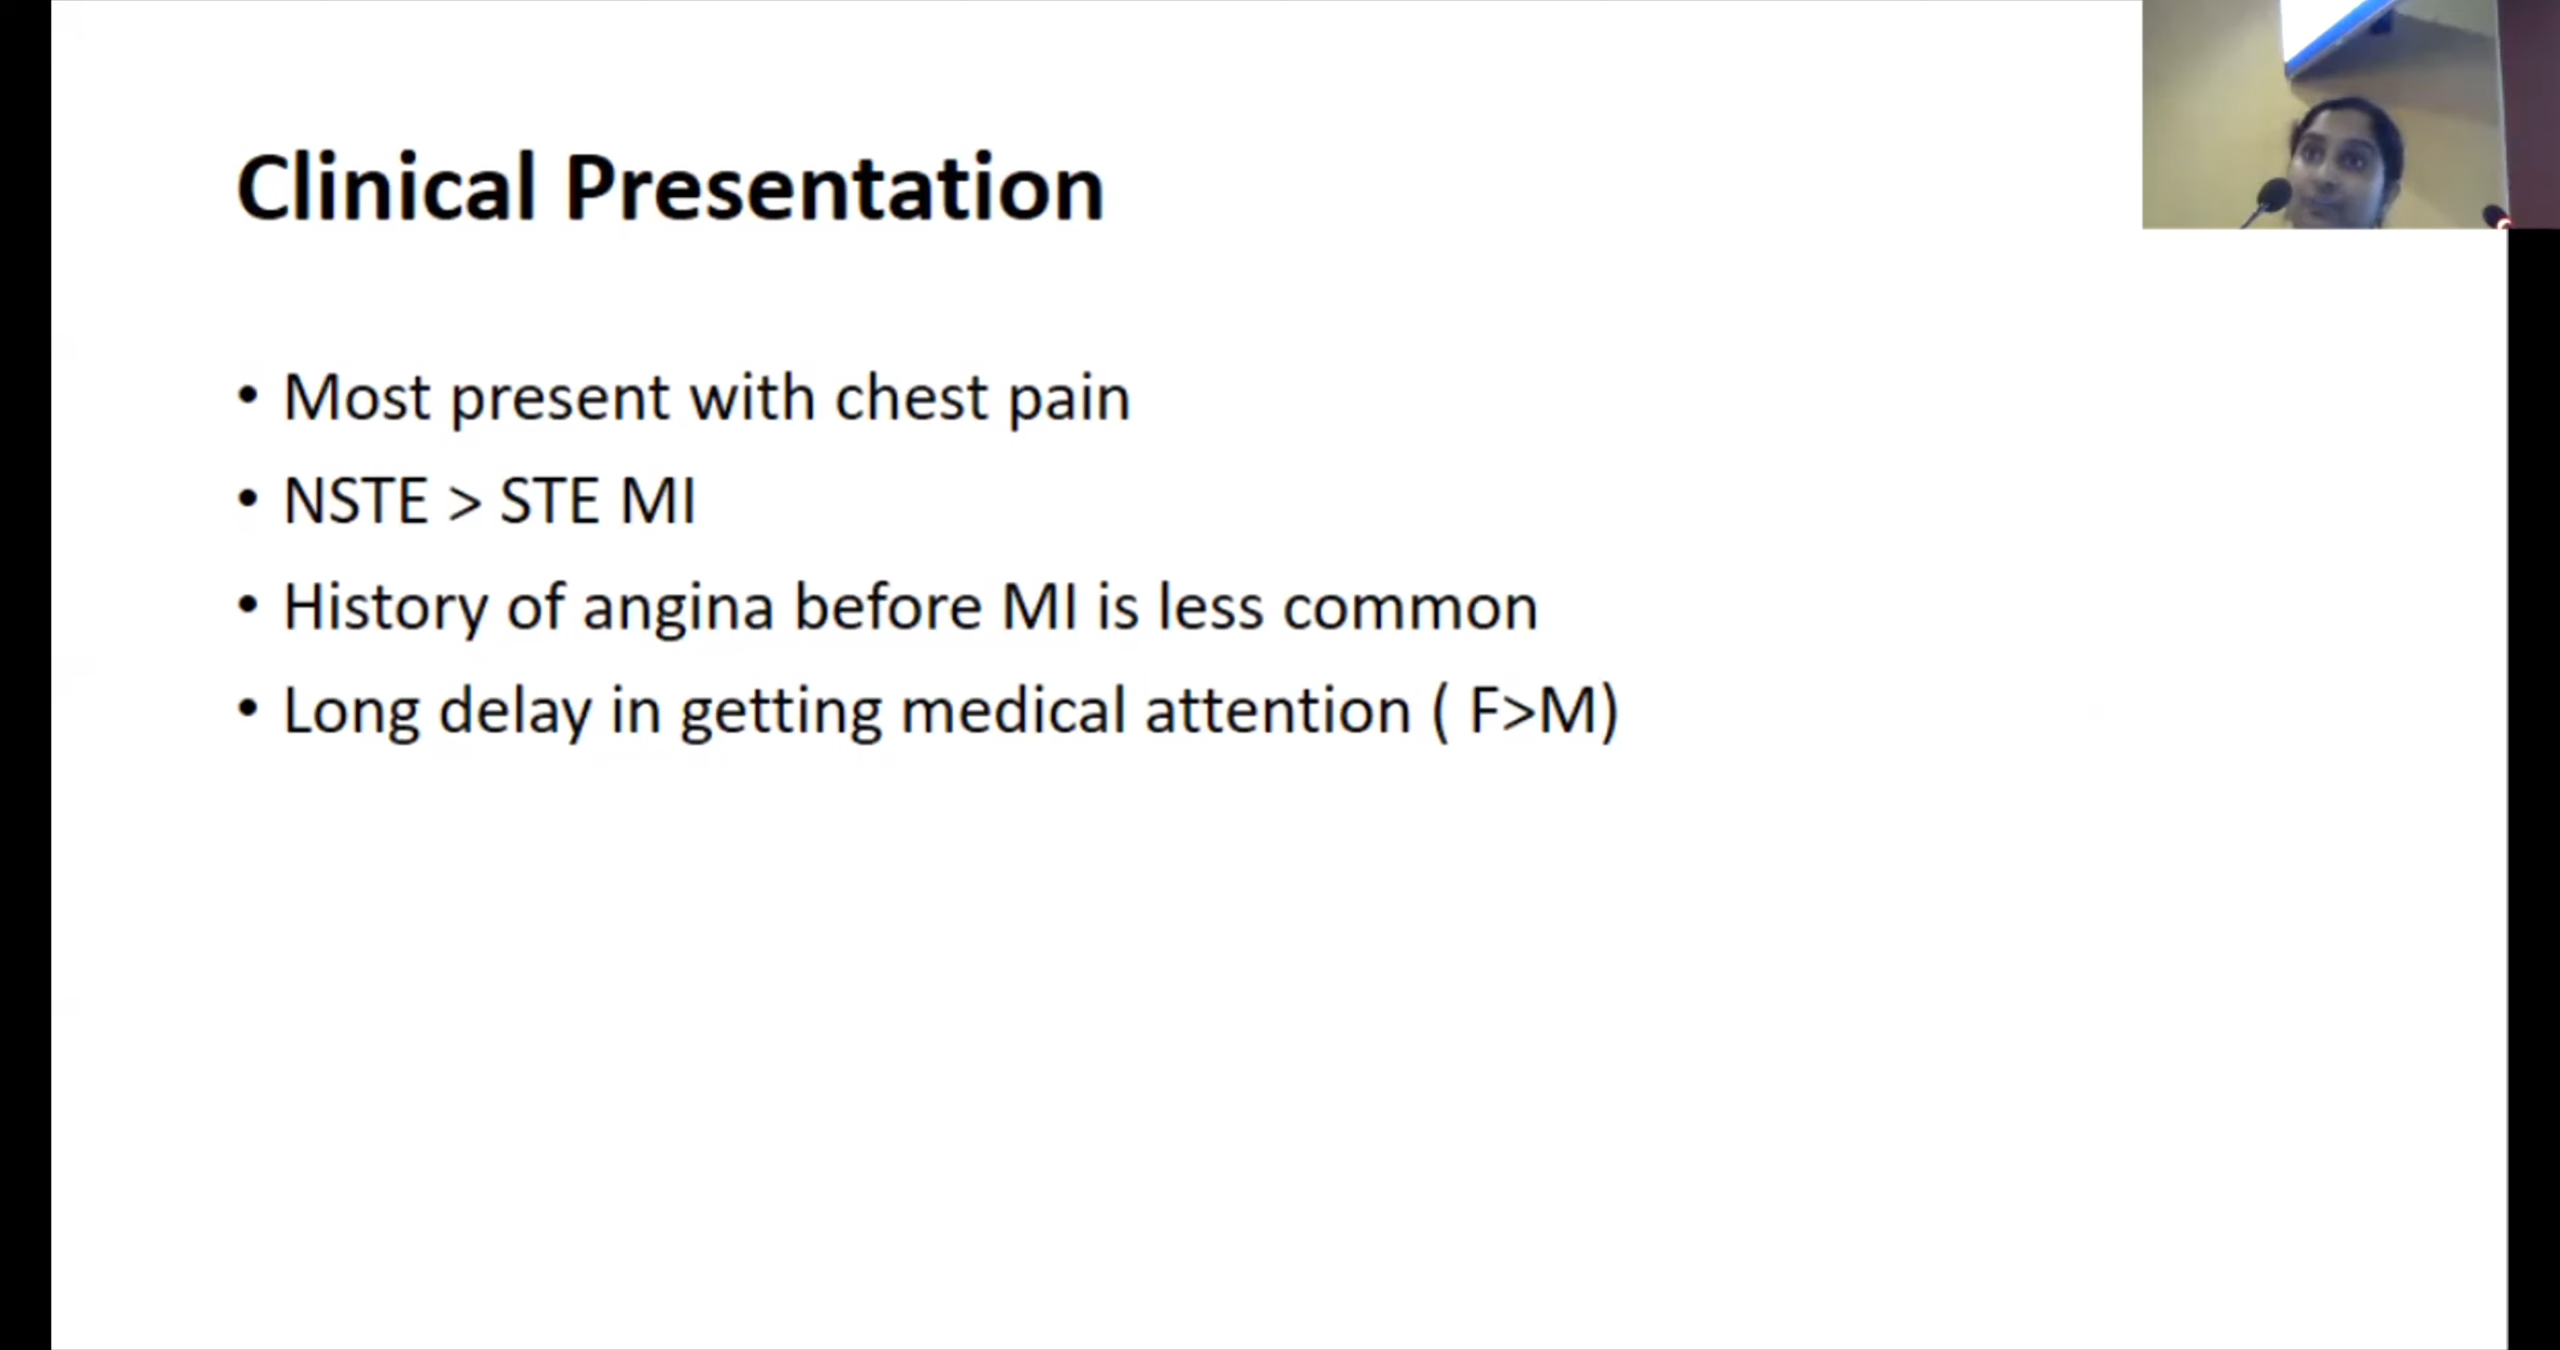 Clinical Presentation
• Most present with chest pain
• NSTE > STE MI
• History of angina before MI is less common
• Long delay in getting medical attention ( F>M)